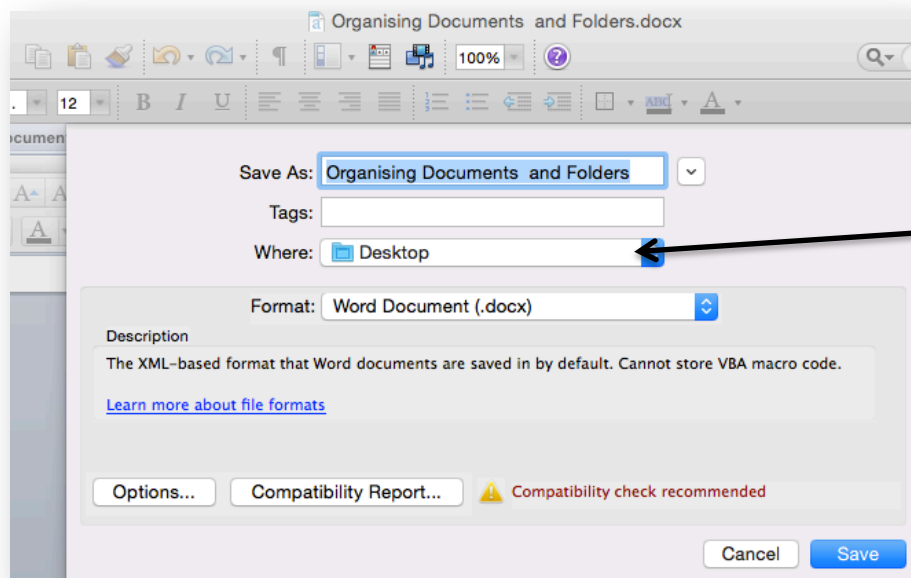 Organising Documents  and Folders.docx
100%
12 B I U
A A
A
Save As: Organising Documents  and Folders
Tags:
Where: Desktop
Format: Word Document (.docx)
Description
The XML-based format that Word documents are saved in by default. Cannot store VBA macro code.
Learn more about file formats
Options... Compatibility Report... Compatibility check recommended
Cancel Save